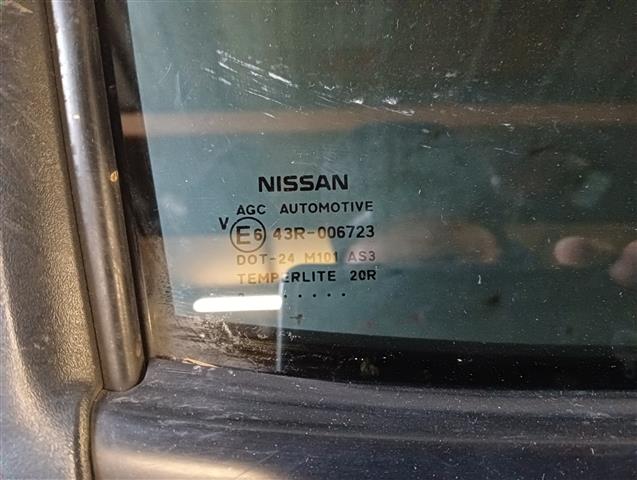 NISSAN
AGC AUTOMOTIVE
V E6 43R-006723
DOT-24 M101 AS3
TEMPERLITE 20R